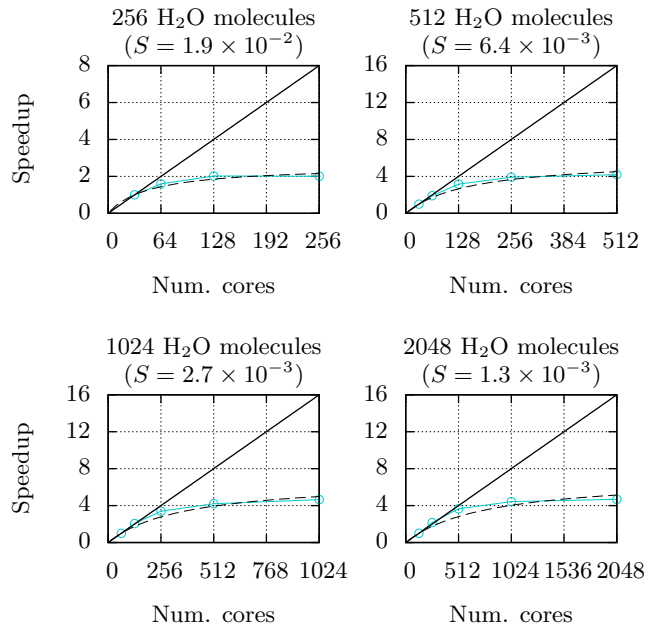 256 H₂O molecules
(S = 1.9 × 10⁻²)
Speedup
8
6
4
2
0
0 64 128 192 256
Num. cores
512 H₂O molecules
(S = 6.4 × 10⁻³)
16
12
8
4
0
0 128 256 384 512
Num. cores
1024 H₂O molecules
(S = 2.7 × 10⁻³)
Speedup
16
12
8
4
0
0 256 512 768 1024
Num. cores
2048 H₂O molecules
(S = 1.3 × 10⁻³)
16
12
8
4
0
0 512 1024 1536 2048
Num. cores